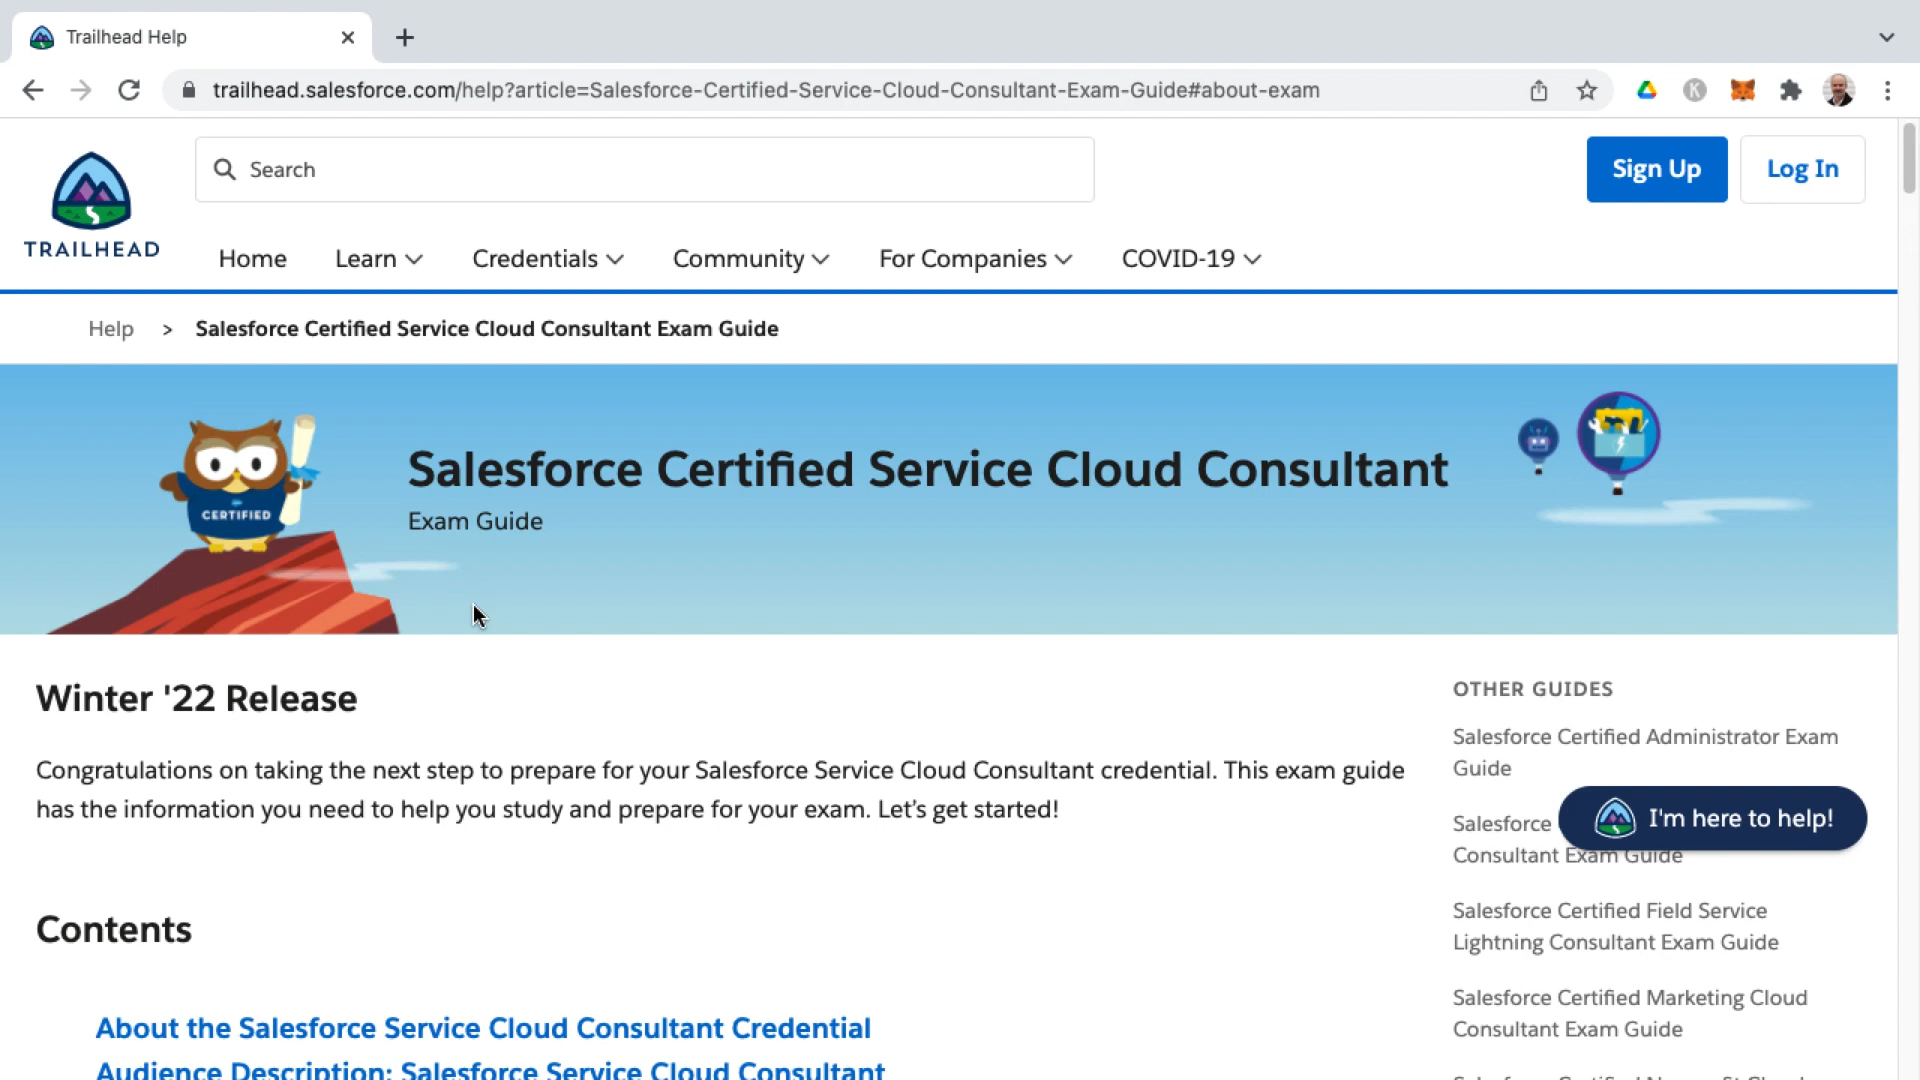 Trailhead Help
trailhead.salesforce.com/help?article=Salesforce-Certified-Service-Cloud-Consultant-Exam-Guide#about-exam
K
Search
Sign Up
Log In
TRAILHEAD
Home
Learn
Credentials
Community
For Companies
COVID-19
Help > Salesforce Certified Service Cloud Consultant Exam Guide
CERTIFIED
Salesforce Certified Service Cloud Consultant
Exam Guide
Winter '22 Release
Congratulations on taking the next step to prepare for your Salesforce Service Cloud Consultant credential. This exam guide
has the information you need to help you study and prepare for your exam. Let's get started!
Contents
About the Salesforce Service Cloud Consultant Credential
Audience Description: Salesforce Service Cloud Consultant
OTHER GUIDES
Salesforce Certified Administrator Exam
Guide
Salesforce
Consultant Exam Guide
I'm here to help!
Salesforce Certified Field Service
Lightning Consultant Exam Guide
Salesforce Certified Marketing Cloud
Consultant Exam Guide